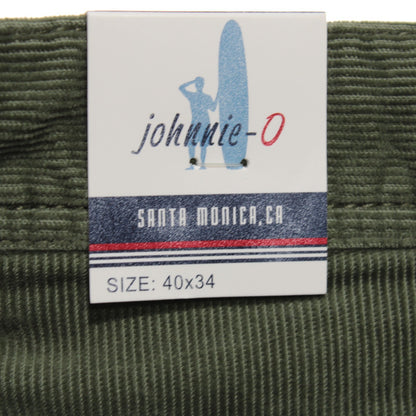 johnnie-O
SANTA MONICA, CA
SIZE: 40x34